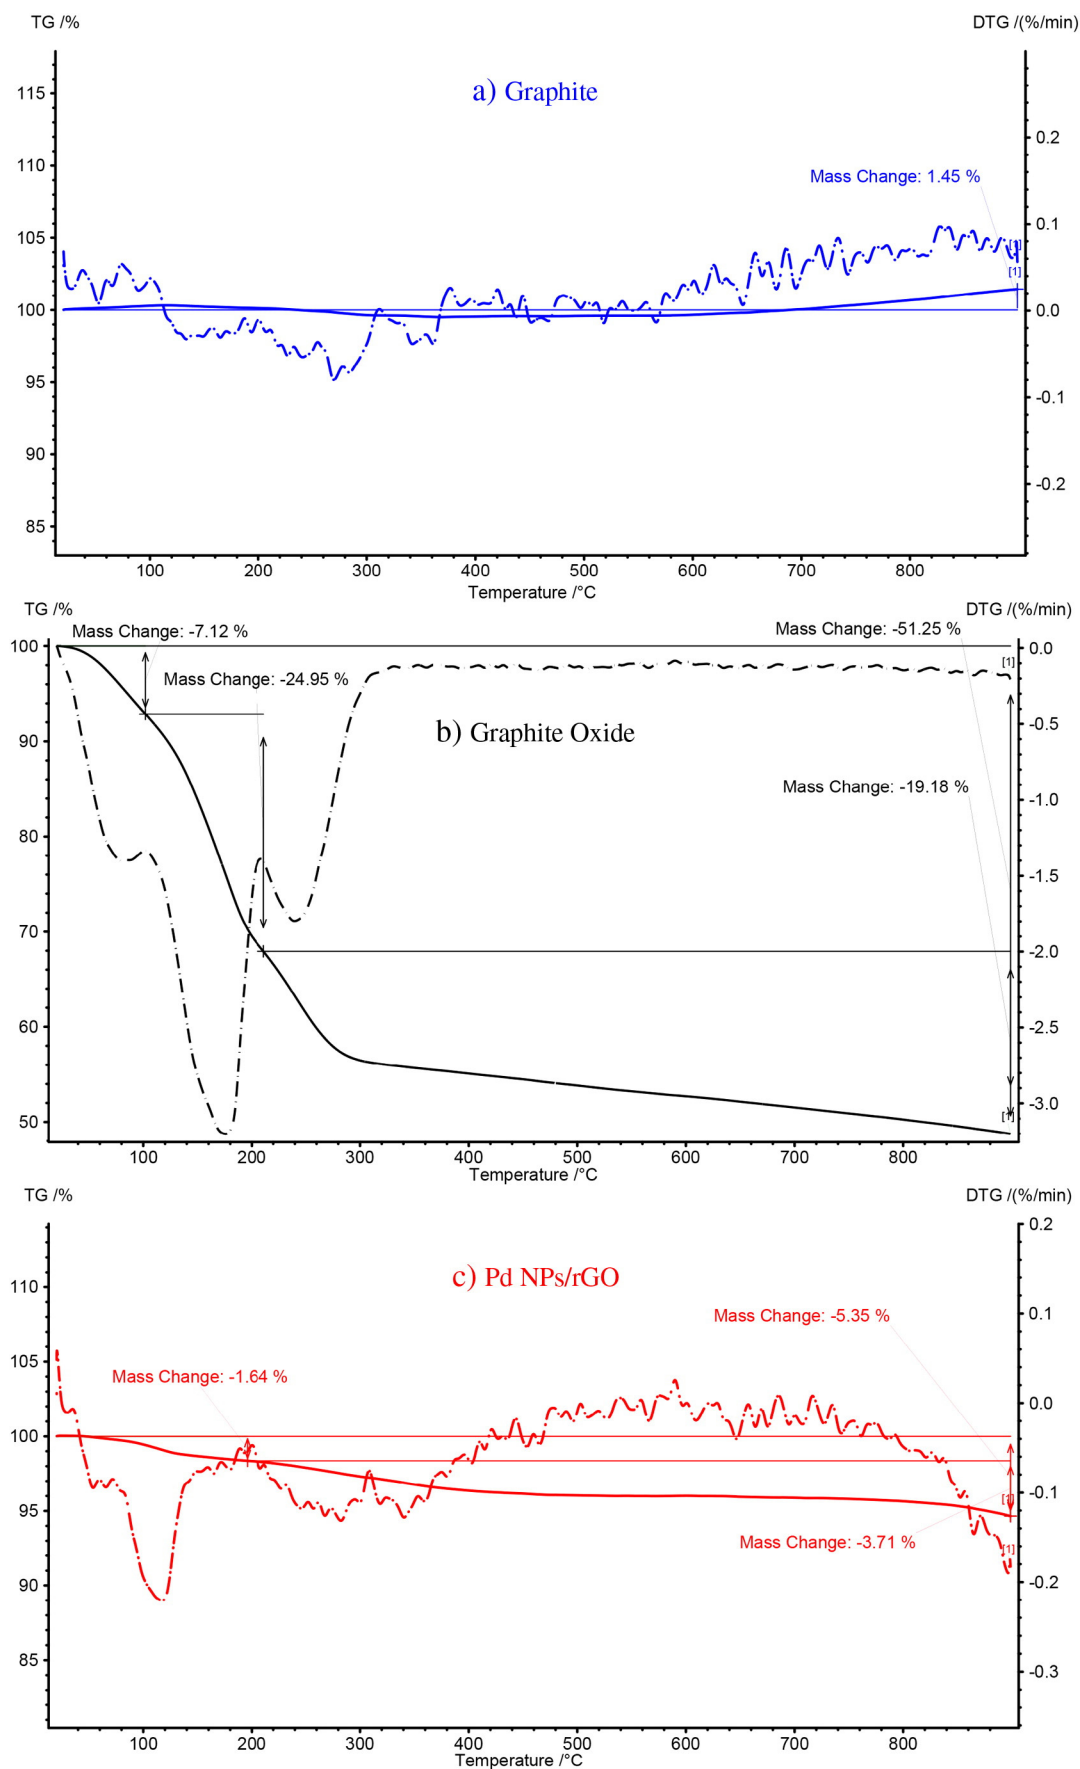 TG /%
DTG /(%/min)
a) Graphite
115
0.2
110
Mass Change: 1.45 %
0.1
105
[1]
[1]
100
0.0
95
-0.1
90
-0.2
85
100 200 300 400 500 600 700 800
Temperature /°C
TG /%
DTG /(%/min)
Mass Change: -7.12 %
Mass Change: -51.25 %
100
0.0
[1]
Mass Change: -24.95 %
b) Graphite Oxide
-0.5
90
Mass Change: -19.18 %
-1.0
80
-1.5
70
-2.0
60
-2.5
50
[1]
-3.0
100 200 300 400 500 600 700 800
Temperature /°C
TG /%
DTG /(%/min)
0.2
c) Pd NPs/rGO
110
Mass Change: -5.35 %
0.1
105
Mass Change: -1.64 %
0.0
100
[1]
-0.1
95
Mass Change: -3.71 %
[1]
90
-0.2
85
-0.3
100 200 300 400 500 600 700 800
Temperature /°C